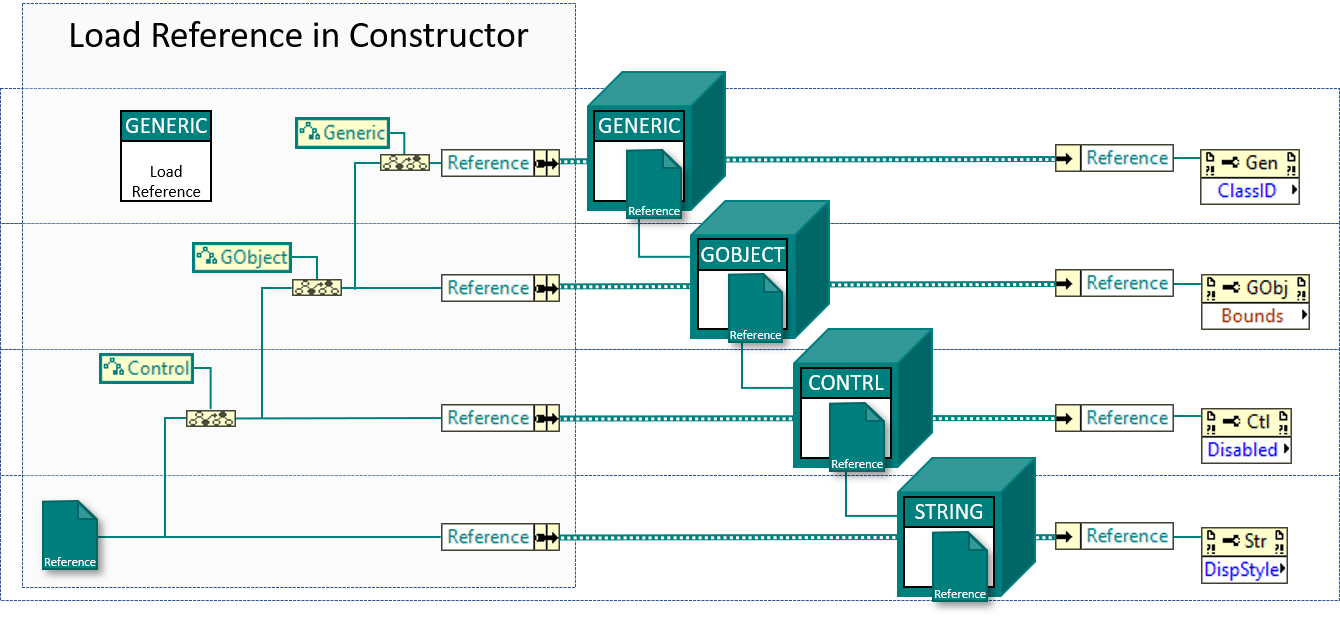 Load Reference in Constructor
GENERIC
Load
Reference
Generic
Reference
GENERIC
Reference
Reference
Gen
ClassID
GObject
Reference
GOBJECT
Reference
Reference
GObj
Bounds
Control
Reference
CONTRL
Reference
Reference
Ctl
Disabled
Reference
Reference
STRING
Reference
Reference
Str
DispStyle